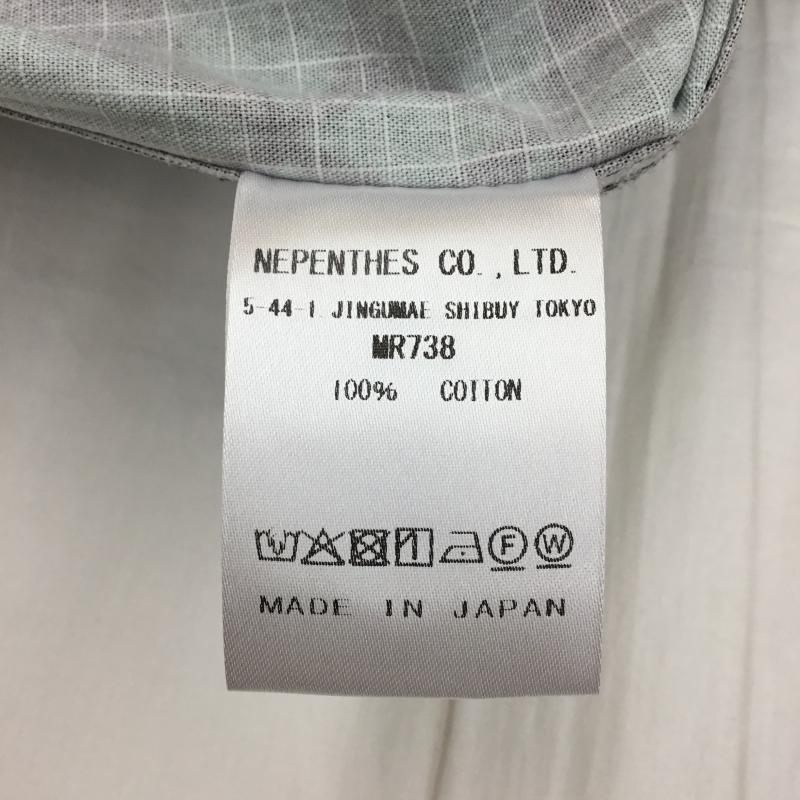 NEPENTHES CO.,LTD.
5-44-1 JINGUMAE SHIBUY TOKYO
MR738
100% COTTON
F W
MADE IN JAPAN